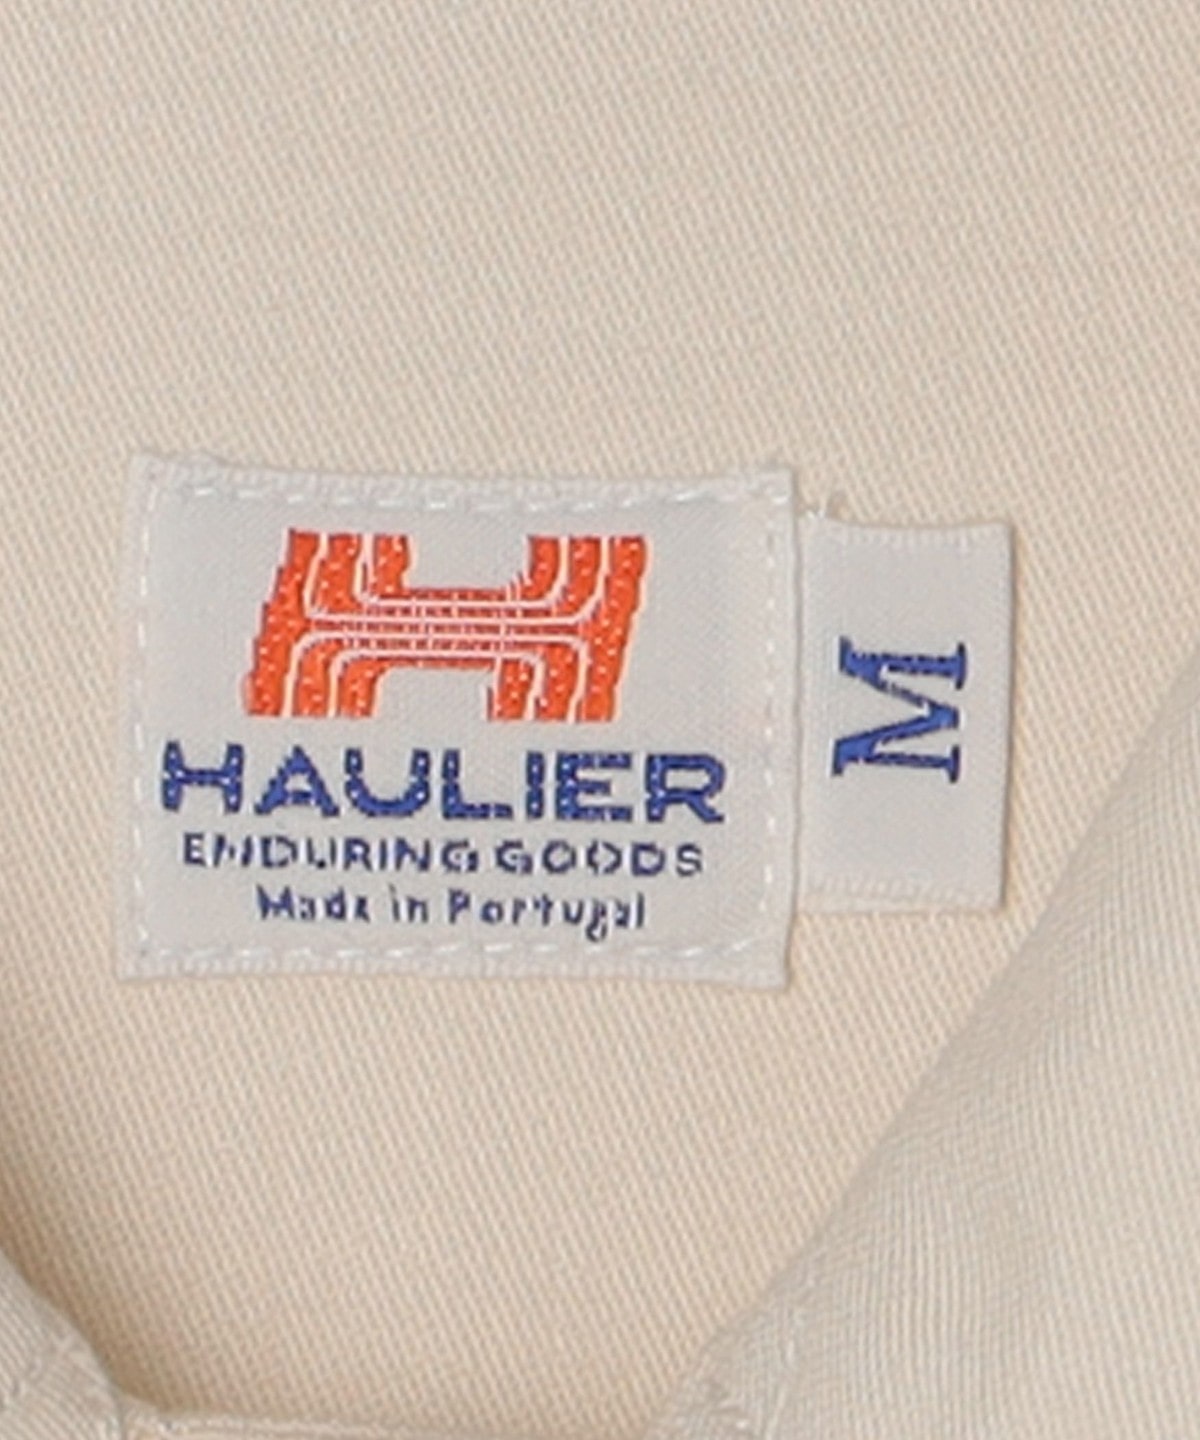 HAULIER
ENDURING GOODS
Made in Portugal
M